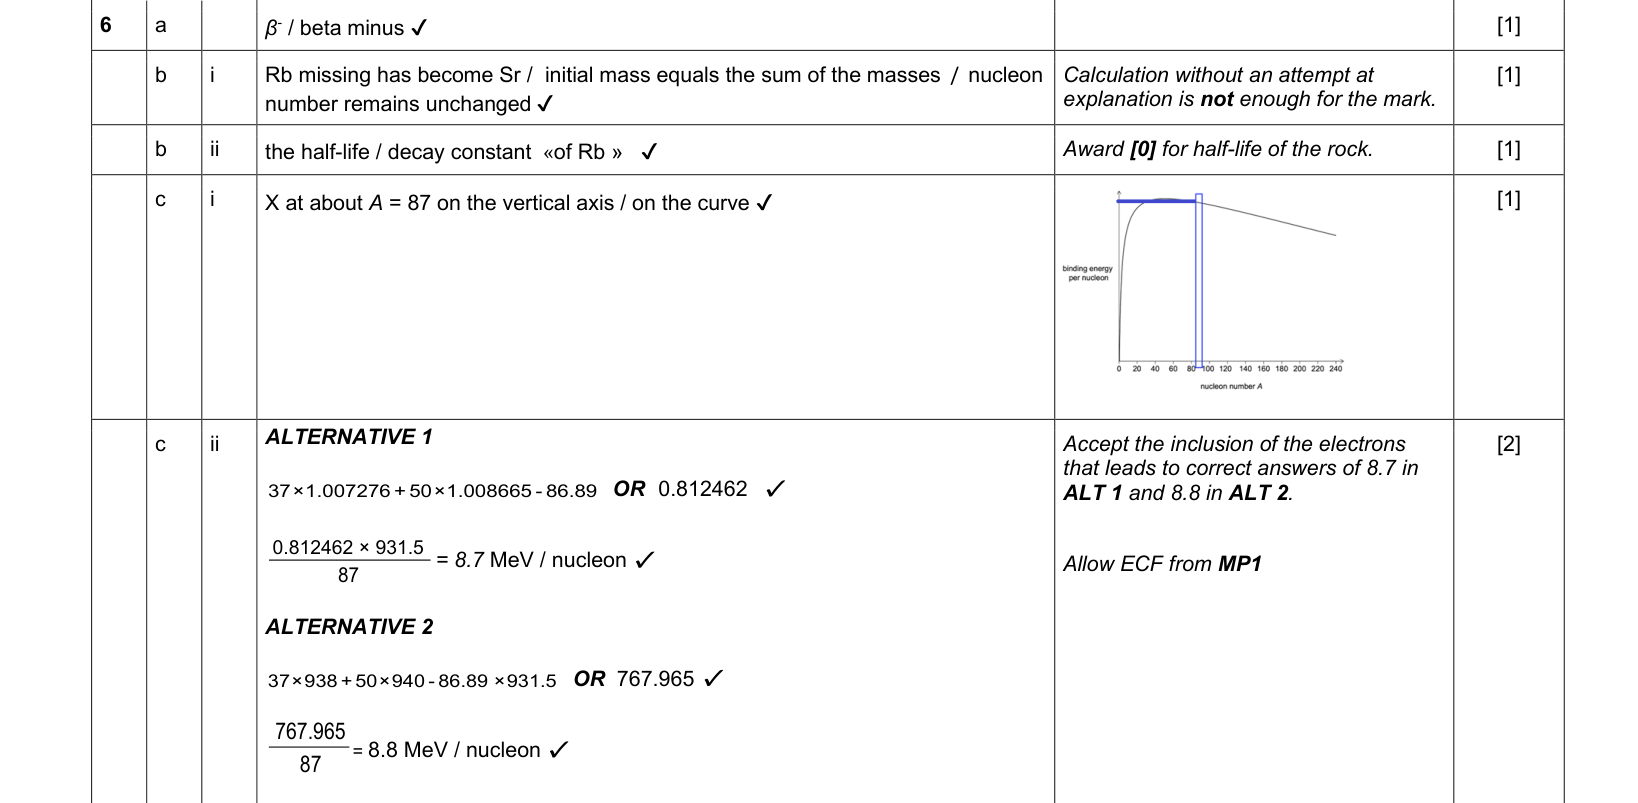 6 a β⁻ / beta minus ✓ [1]
b i Rb missing has become Sr / initial mass equals the sum of the masses / nucleon
number remains unchanged ✓
Calculation without an attempt at
explanation is not enough for the mark.
[1]
b ii the half-life / decay constant «of Rb » ✓ Award [0] for half-life of the rock. [1]
c i X at about A = 87 on the vertical axis / on the curve ✓ [1]
binding energy
per nucleon
0 20 40 60 80 100 120 140 160 180 200 220 240
nucleon number A
c ii ALTERNATIVE 1
37×1.007276+50×1.008665-86.89 OR 0.812462 ✓
0.812462 × 931.5
87
= 8.7 MeV / nucleon ✓
ALTERNATIVE 2
37×938+50×940-86.89 ×931.5 OR 767.965 ✓
767.965
87
= 8.8 MeV / nucleon ✓
Accept the inclusion of the electrons
that leads to correct answers of 8.7 in
ALT 1 and 8.8 in ALT 2.
Allow ECF from MP1
[2]